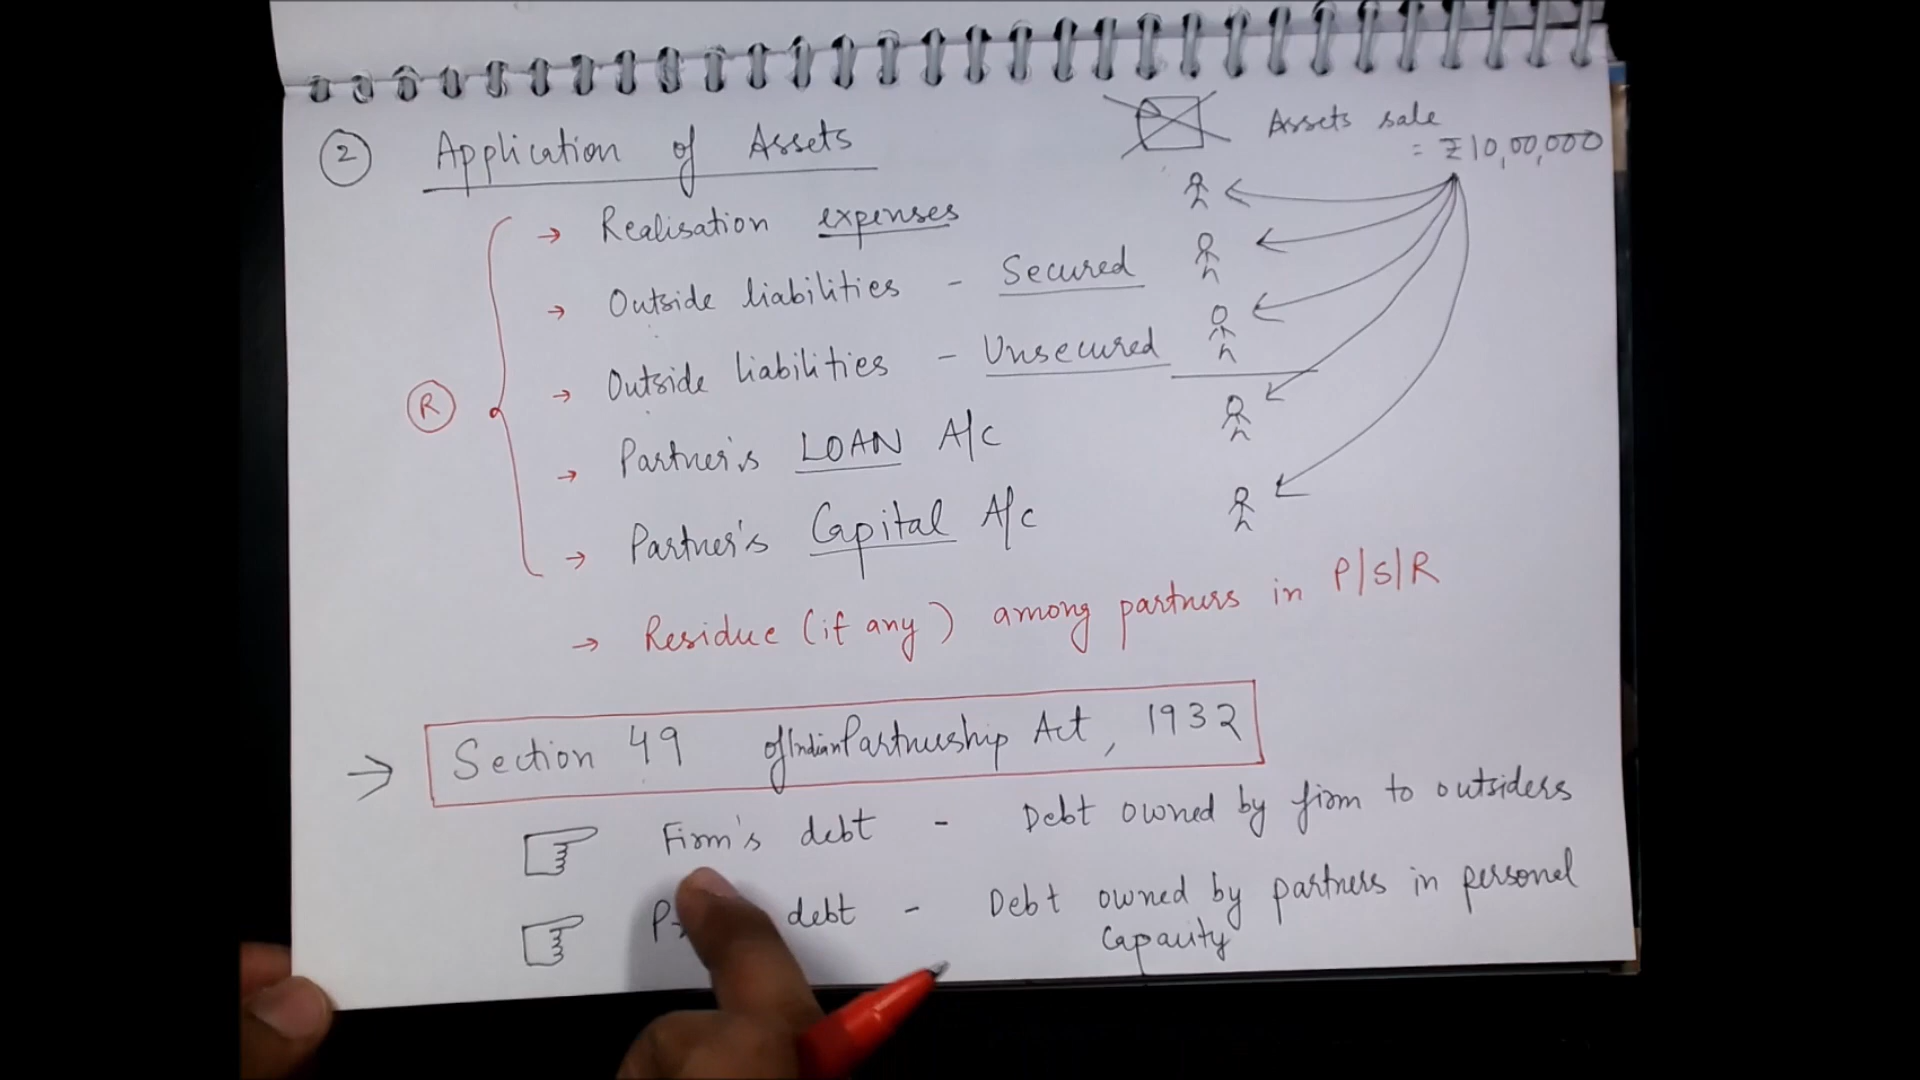 ② Application of Assets
Assets sale
= ₹10,00,000
→ Realisation expenses
→ Outside liabilities - Secured
→ Outside liabilities - Unsecured
Ⓡ
→ Partner's LOAN A/c
→ Partner's Capital A/c
→ Residue (if any) among partners in P/S/R
→ Section 49 of Indian Partnership Act, 1932
Firm's debt - Debt owned by firm to outsiders
debt - Debt owned by partners in personal
Capacity